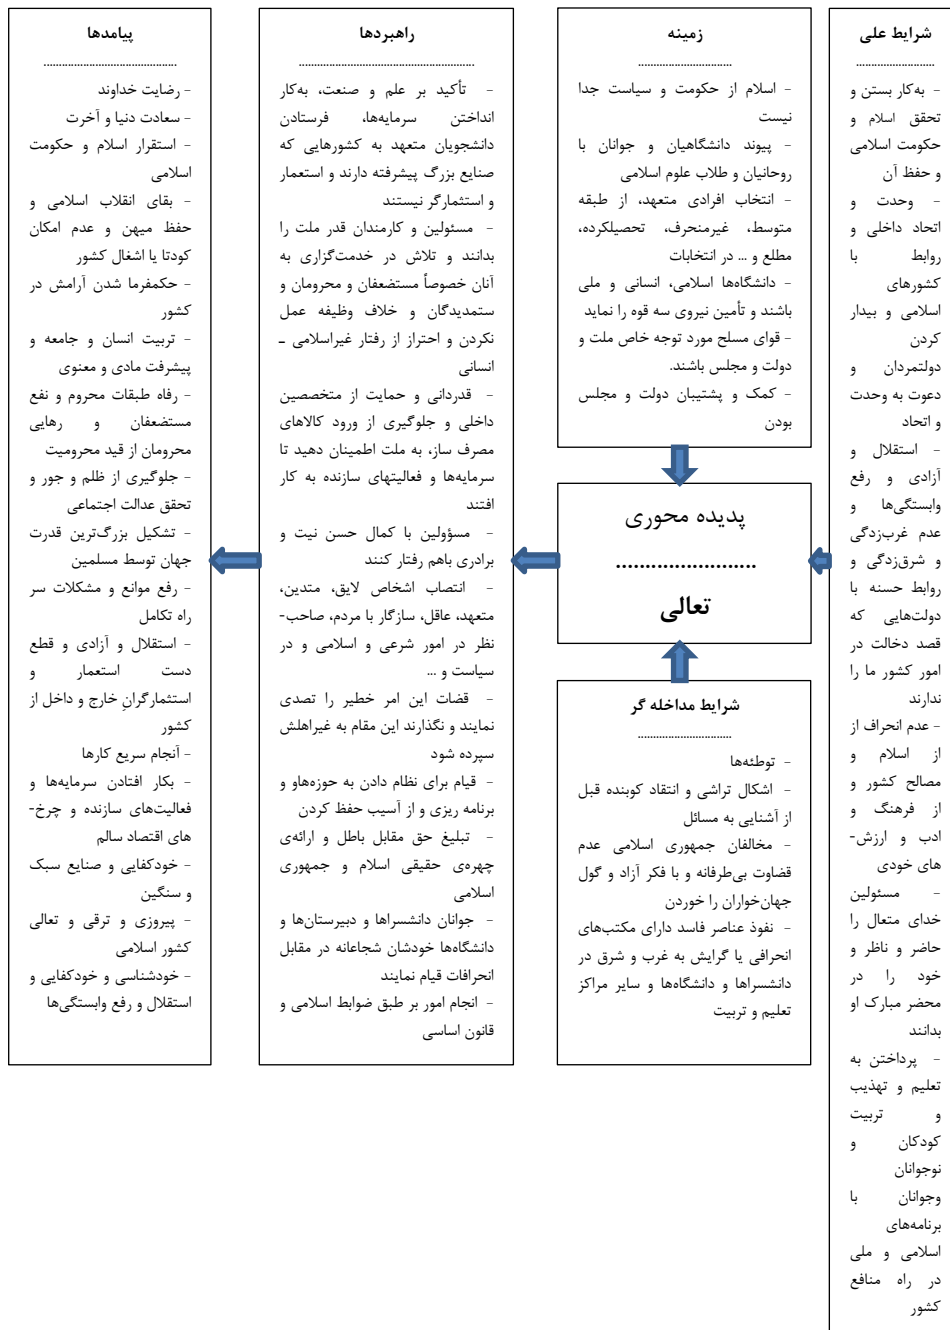 شرایط علی
..........................
- به‌کار بستن و
تحقق اسلام و
حکومت اسلامی
و حفظ آن
- وحدت و
اتحاد داخلی و
روابط با
کشورهای
اسلامی و بیدار
کردن
دولتمردان و
دعوت به وحدت
و اتحاد
- استقلال و
آزادی و رفع
وابستگی‌ها و
عدم غرب‌زدگی
و شرق‌زدگی و
روابط حسنه با
دولت‌هایی که
قصد دخالت در
امور کشور ما را
ندارند
- عدم انحراف از
از اسلام و
مصالح کشور و
از فرهنگ و
ادب و ارزش-
های خودی
- مسئولین
خدای متعال را
حاضر و ناظر و
خود را در
محضر مبارک او
بدانند
- پرداختن به
تعلیم و تهذیب
و تربیت
کودکان و
نوجوانان
وجوانان با
برنامه‌های
اسلامی و ملی
در راه منافع
کشور
زمینه
...............................
- اسلام از حکومت و سیاست جدا
نیست
- پیوند دانشگاهیان و جوانان با
روحانیان و طلاب علوم اسلامی
- انتخاب افرادی متعهد، از طبقه
متوسط، غیرمنحرف، تحصیلکرده،
مطلع و ... در انتخابات
- دانشگاه‌ها اسلامی، انسانی و ملی
باشند و تأمین نیروی سه قوه را نماید
- قوای مسلح مورد توجه خاص ملت و
دولت و مجلس باشند.
- کمک و پشتیبان دولت و مجلس
بودن
پدیده محوری
........................
تعالی
شرایط مداخله گر
...............................
- توطئه‌ها
- اشکال تراشی و انتقاد کوبنده قبل
از آشنایی به مسائل
- مخالفان جمهوری اسلامی عدم
قضاوت بی‌طرفانه و با فکر آزاد و گول
جهان‌خواران را خوردن
- نفوذ عناصر فاسد دارای مکتب‌های
انحرافی یا گرایش به غرب و شرق در
دانشسراها و دانشگاه‌ها و سایر مراکز
تعلیم و تربیت
راهبردها
..........................................................
- تأکید بر علم و صنعت، به‌کار
انداختن سرمایه‌ها، فرستادن
دانشجویان متعهد به کشورهایی که
صنایع بزرگ پیشرفته دارند و استعمار
و استثمارگر نیستند
- مسئولین و کارمندان قدر ملت را
بدانند و تلاش در خدمت‌گزاری به
آنان خصوصاً مستضعفان و محرومان و
ستمدیدگان و خلاف وظیفه عمل
نکردن و احتراز از رفتار غیراسلامی ـ
انسانی
- قدردانی و حمایت از متخصصین
داخلی و جلوگیری از ورود کالاهای
مصرف ساز، به ملت اطمینان دهید تا
سرمایه‌ها و فعالیتهای سازنده به کار
افتند
- مسؤولین با کمال حسن نیت و
برادری باهم رفتار کنند
- انتصاب اشخاص لایق، متدین،
متعهد، عاقل، سازگار با مردم، صاحب-
نظر در امور شرعی و اسلامی و در
سیاست و ...
- قضات این امر خطیر را تصدی
نمایند و نگذارند این مقام به غیراهلش
سپرده شود
- قیام برای نظام دادن به حوزه‌هاو و
برنامه ریزی و از آسیب حفظ کردن
- تبلیغ حق مقابل باطل و ارائه‌ی
چهره‌ی حقیقی اسلام و جمهوری
اسلامی
- جوانان دانشسراها و دبیرستان‌ها و
دانشگاه‌ها خودشان شجاعانه در مقابل
انحرافات قیام نمایند
- انجام امور بر طبق ضوابط اسلامی و
قانون اساسی
پیامدها
............................................
- رضایت خداوند
- سعادت دنیا و آخرت
- استقرار اسلام و حکومت
اسلامی
- بقای انقلاب اسلامی و
حفظ میهن و عدم امکان
کودتا یا اشغال کشور
- حکمفرما شدن آرامش در
کشور
- تربیت انسان و جامعه و
پیشرفت مادی و معنوی
- رفاه طبقات محروم و نفع
مستضعفان و رهایی
محرومان از قید محرومیت
- جلوگیری از ظلم و جور و
تحقق عدالت اجتماعی
- تشکیل بزرگ‌ترین قدرت
جهان توسط مسلمین
- رفع موانع و مشکلات سر
راه تکامل
- استقلال و آزادی و قطع
دست استعمار و
استثمارگرانِ خارج و داخل از
کشور
- آنجام سریع کارها
- بکار افتادن سرمایه‌ها و
فعالیت‌های سازنده و چرخ-
های اقتصاد سالم
- خودکفایی و صنایع سبک
و سنگین
- پیروزی و ترقی و تعالی
کشور اسلامی
- خودشناسی و خودکفایی و
استقلال و رفع وابستگی‌ها